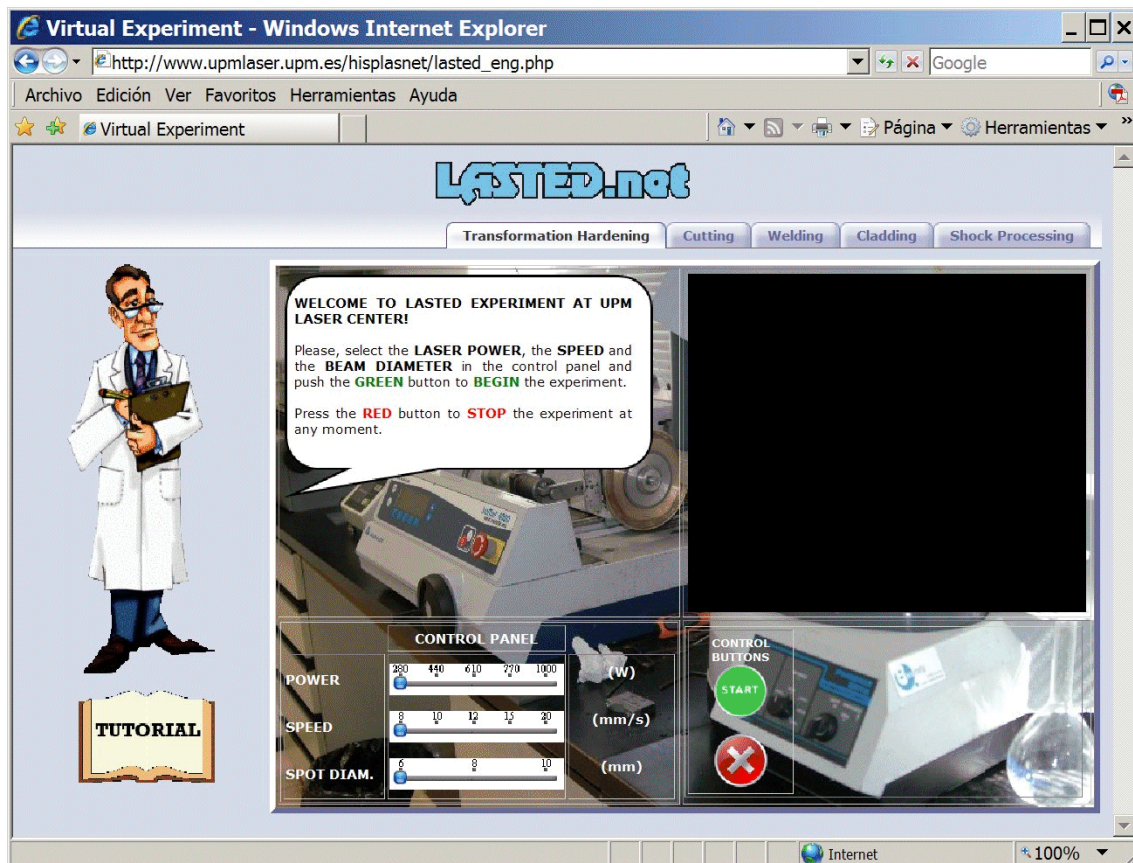 Virtual Experiment - Windows Internet Explorer
http://www.upmlaser.upm.es/hisplasnet/lasted_eng.php
Google
Archivo Edición Ver Favoritos Herramientas Ayuda
Virtual Experiment
Página
Herramientas
»
LASTED.net
Transformation Hardening Cutting Welding Cladding Shock Processing
WELCOME TO LASTED EXPERIMENT AT UPM
LASER CENTER!
Please, select the LASER POWER, the SPEED and
the BEAM DIAMETER in the control panel and
push the GREEN button to BEGIN the experiment.
Press the RED button to STOP the experiment at
any moment.
TUTORIAL
CONTROL PANEL
POWER 280 440 610 770 1000 (W)
SPEED 8 10 12 15 20 (mm/s)
SPOT DIAM. 6 8 10 (mm)
CONTROL
BUTTONS
START
Internet
100%